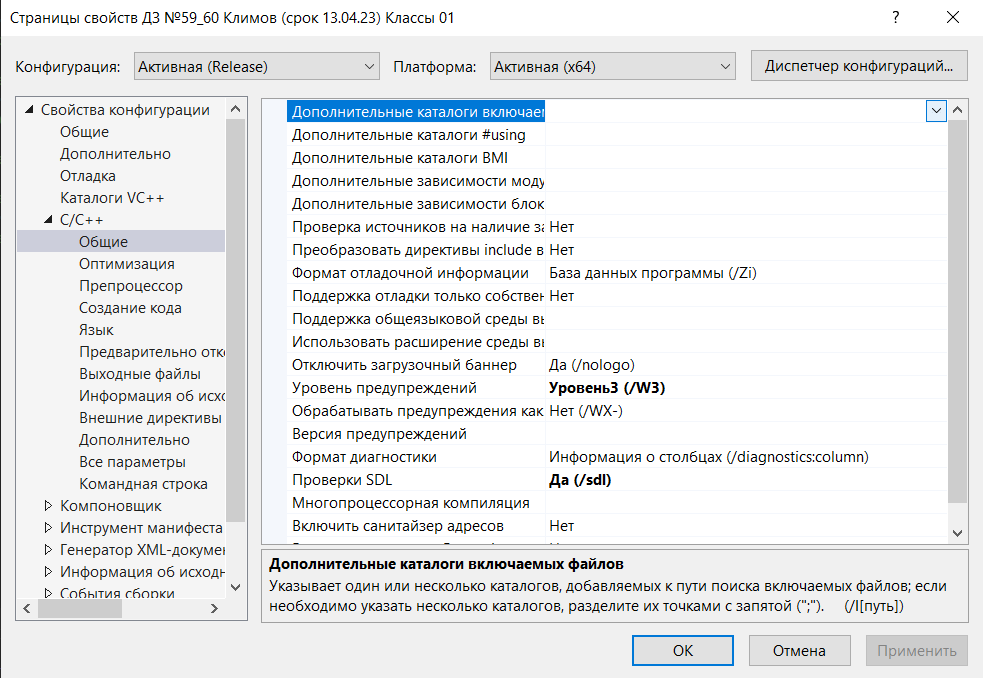 Страницы свойств ДЗ №59_60 Климов (срок 13.04.23) Классы 01
Конфигурация: Активная (Release) Платформа: Активная (x64) Диспетчер конфигураций...
Свойства конфигурации
Общие
Дополнительно
Отладка
Каталоги VC++
C/C++
Общие
Оптимизация
Препроцессор
Создание кода
Язык
Предварительно отк
Выходные файлы
Информация об исхо
Внешние директивы
Дополнительно
Все параметры
Командная строка
Компоновщик
Инструмент манифеста
Генератор XML-докумен
Информация об исходн
События сборки
Дополнительные каталоги включаем
Дополнительные каталоги #using
Дополнительные каталоги BMI
Дополнительные зависимости моду
Дополнительные зависимости блок
Проверка источников на наличие за Нет
Преобразовать директивы include в Нет
Формат отладочной информации База данных программы (/Zi)
Поддержка отладки только собствен Нет
Поддержка общеязыковой среды вы
Использовать расширение среды вы
Отключить загрузочный баннер Да (/nologo)
Уровень предупреждений Уровень3 (/W3)
Обрабатывать предупреждения как Нет (/WX-)
Версия предупреждений
Формат диагностики Информация о столбцах (/diagnostics:column)
Проверки SDL Да (/sdl)
Многопроцессорная компиляция
Включить санитайзер адресов Нет
Дополнительные каталоги включаемых файлов
Указывает один или несколько каталогов, добавляемых к пути поиска включаемых файлов; если
необходимо указать несколько каталогов, разделите их точками с запятой (";"). (/I[путь])
ОК Отмена Применить